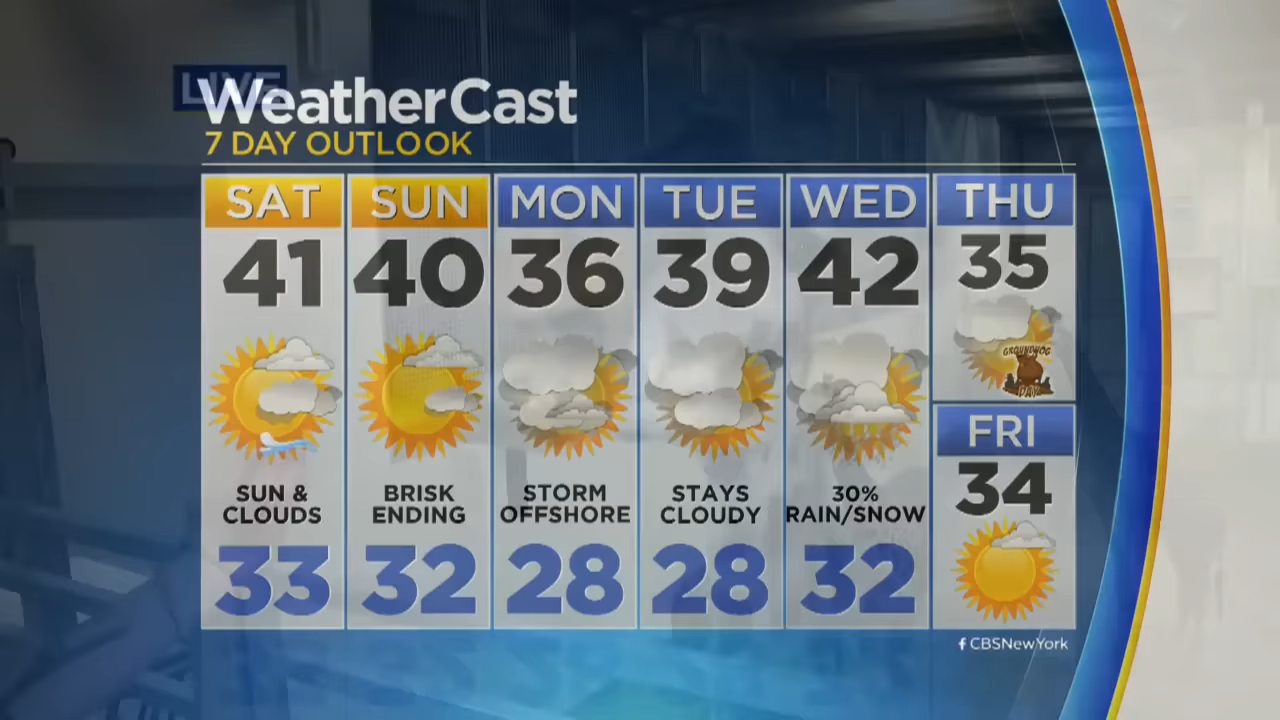 LIVE
WeatherCast
7 DAY OUTLOOK
SAT
41
SUN &
CLOUDS
33
SUN
40
BRISK
ENDING
32
MON
36
STORM
OFFSHORE
28
TUE
39
STAYS
CLOUDY
28
WED
42
30%
RAIN/SNOW
32
THU
35
GROUNDHOG
DAY
FRI
34
f CBSNewYork